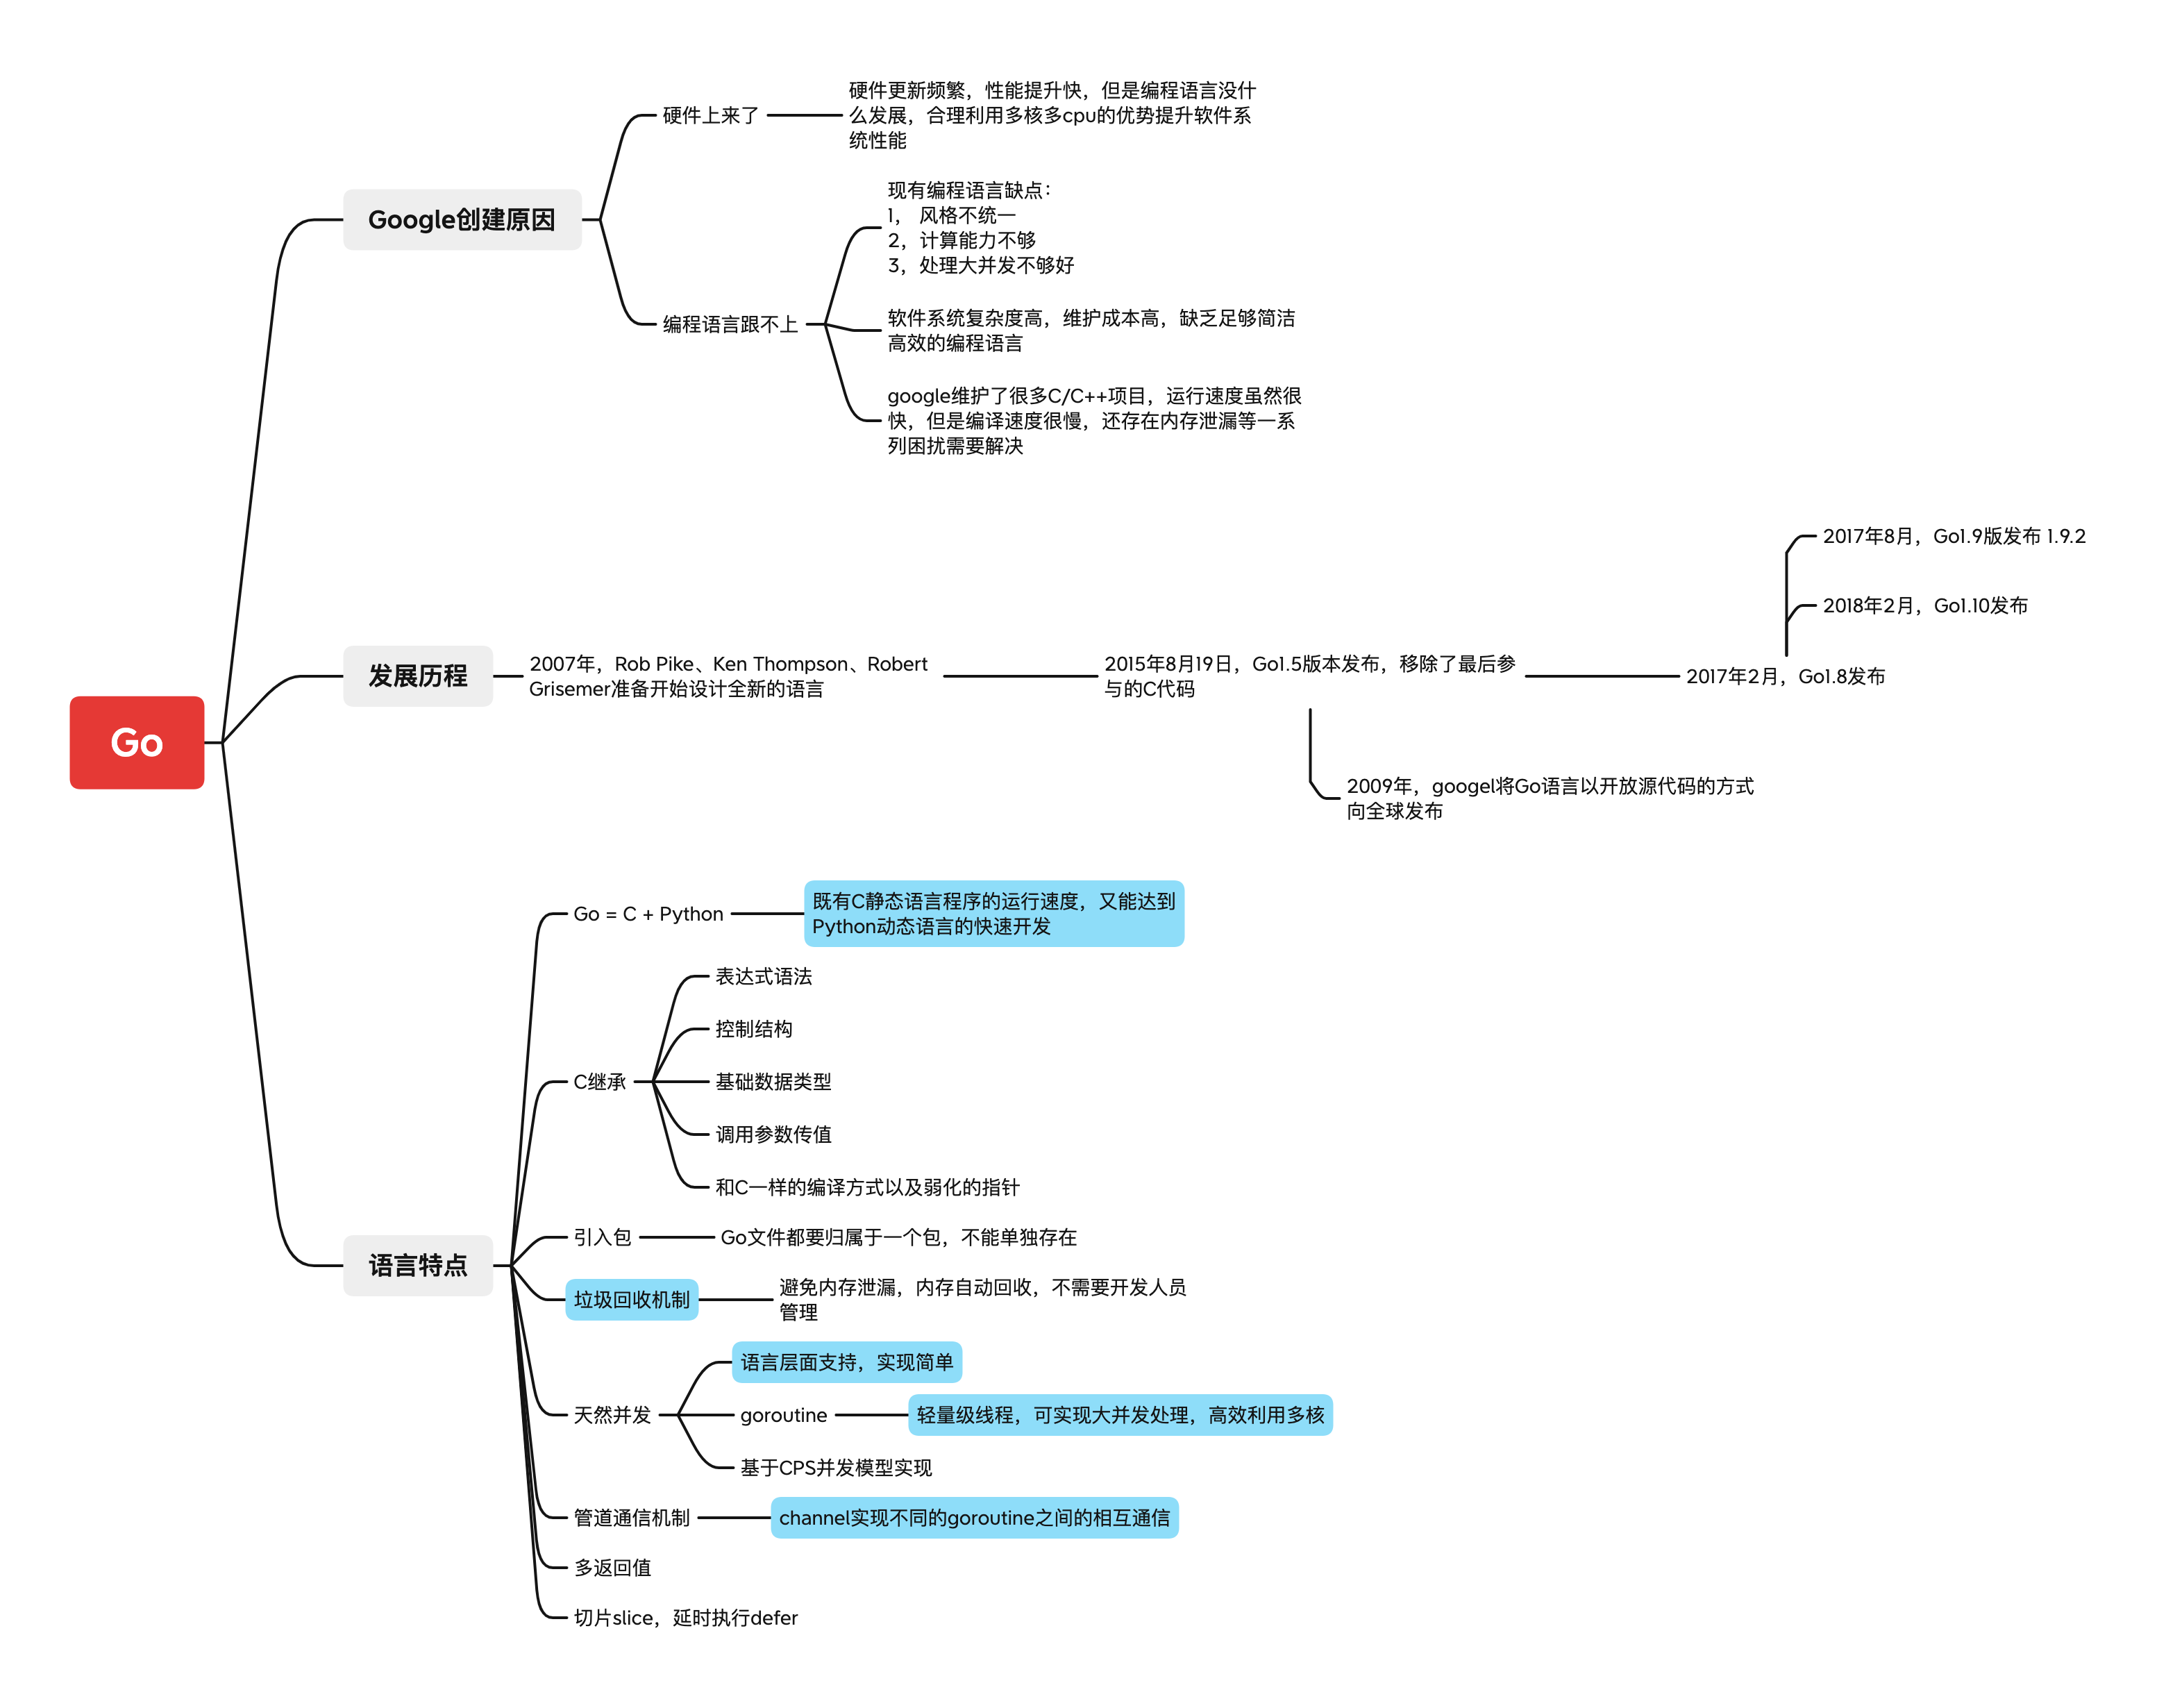 Go
Google创建原因
硬件上来了
硬件更新频繁，性能提升快，但是编程语言没什
么发展，合理利用多核多cpu的优势提升软件系
统性能
编程语言跟不上
现有编程语言缺点：
1， 风格不统一
2，计算能力不够
3，处理大并发不够好
软件系统复杂度高，维护成本高，缺乏足够简洁
高效的编程语言
google维护了很多C/C++项目，运行速度虽然很
快，但是编译速度很慢，还存在内存泄漏等一系
列困扰需要解决
发展历程
2007年，Rob Pike、Ken Thompson、Robert
Grisemer准备开始设计全新的语言
2015年8月19日，Go1.5版本发布，移除了最后参
与的C代码
2009年，googel将Go语言以开放源代码的方式
向全球发布
2017年2月，Go1.8发布
2017年8月，Go1.9版发布 1.9.2
2018年2月，Go1.10发布
语言特点
Go = C + Python
既有C静态语言程序的运行速度，又能达到
Python动态语言的快速开发
C继承
表达式语法
控制结构
基础数据类型
调用参数传值
和C一样的编译方式以及弱化的指针
引入包
Go文件都要归属于一个包，不能单独存在
垃圾回收机制
避免内存泄漏，内存自动回收，不需要开发人员
管理
天然并发
语言层面支持，实现简单
goroutine
轻量级线程，可实现大并发处理，高效利用多核
基于CPS并发模型实现
管道通信机制
channel实现不同的goroutine之间的相互通信
多返回值
切片slice，延时执行defer